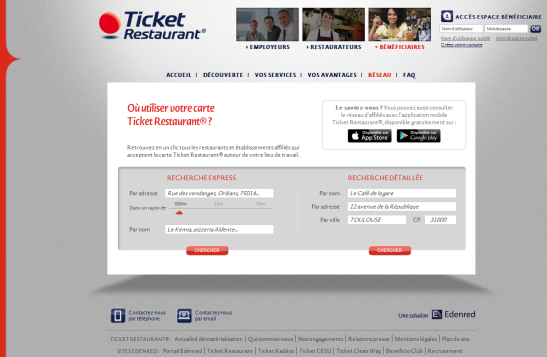 Ticket
Restaurant®
EMPLOYEURS
RESTAURATEURS
BÉNÉFICIAIRES
ACCÈS ESPACE BÉNÉFICIAIRE
Nom d'utilisateur
Mot de passe
OK
Nom d'utilisateur oublié
Mot de passe oublié
Créez votre compte
ACCUEIL | DÉCOUVERTE | VOS SERVICES | VOS AVANTAGES | RÉSEAU | FAQ
Où utiliser votre carte
Ticket Restaurant® ?
Le saviez-vous ? Vous pouvez aussi consulter
le réseau d'affiliés avec l'application mobile
Ticket Restaurant®, disponible gratuitement sur :
Disponible sur
App Store
Disponible sur
Google play
Retrouvez en un clic tous les restaurants et établissements affiliés qui
acceptent la carte Ticket Restaurant® autour de votre lieu de travail.
RECHERCHE EXPRESS
Par adresse
Rue des vendanges, Orléans, 75014...
Dans un rayon de
500m
Par nom
Le Kemia, pizzeria Aldente...
CHERCHER
RECHERCHE DÉTAILLÉE
Par nom
Le Café de la gare
Par adresse
12 avenue de la République
Par ville
TOULOUSE
CP
31000
CHERCHER
Contactez-nous
par téléphone
Contactez-nous
par email
Une solution
Edenred
TICKET RESTAURANT® : Actualité dématérialisation | Qui sommes-nous | Nos engagements | Relations presse | Mentions légales | Plan du site
SITES EDENRED : Portail Edenred | Ticket Restaurant | Ticket Kadéos | Ticket CESU | Ticket Clean Way | Beneficio Club | Recrutement